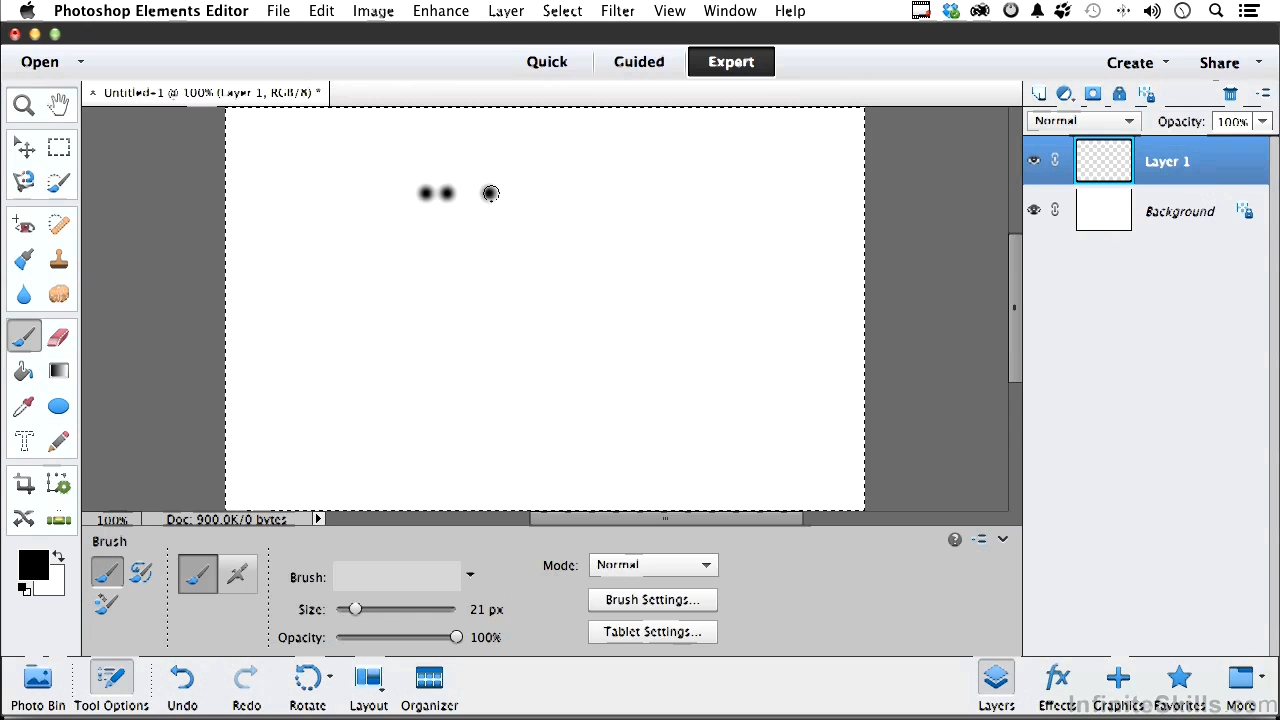 Photoshop Elements Editor File Edit Image Enhance Layer Select Filter View Window Help
Open Quick Guided Expert Create Share
× Untitled-1 @ 100% (Layer 1, RGB/8) *
Normal Opacity: 100%
Layer 1
Background
100% Doc: 900.0K/0 bytes
Brush
Brush:
Size: 21 px
Opacity: 100%
Mode: Normal
Brush Settings...
Tablet Settings...
Photo Bin Tool Options Undo Redo Rotate Layout Organizer Layers Effects Graphics Favorites More
InfiniteSkills.com